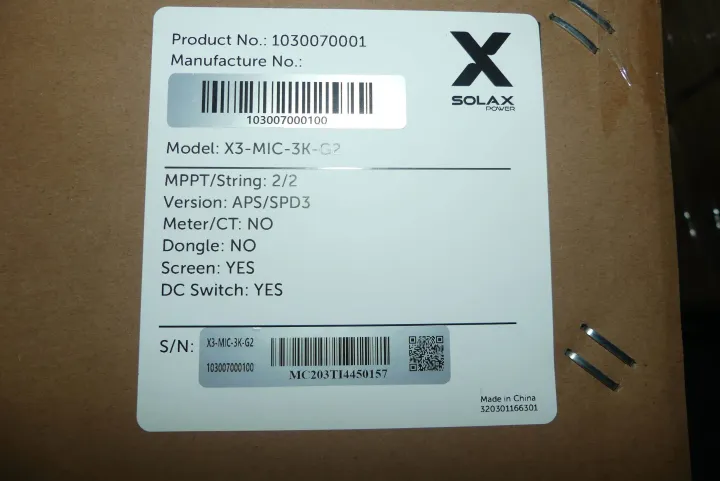 Product No.: 1030070001
Manufacture No.:
103007000100
SOLAX
POWER
Model: X3-MIC-3K-G2
MPPT/String: 2/2
Version: APS/SPD3
Meter/CT: NO
Dongle: NO
Screen: YES
DC Switch: YES
S/N:
X3-MIC-3K-G2
103007000100
MC203TI4450157
Made in China
320301166301